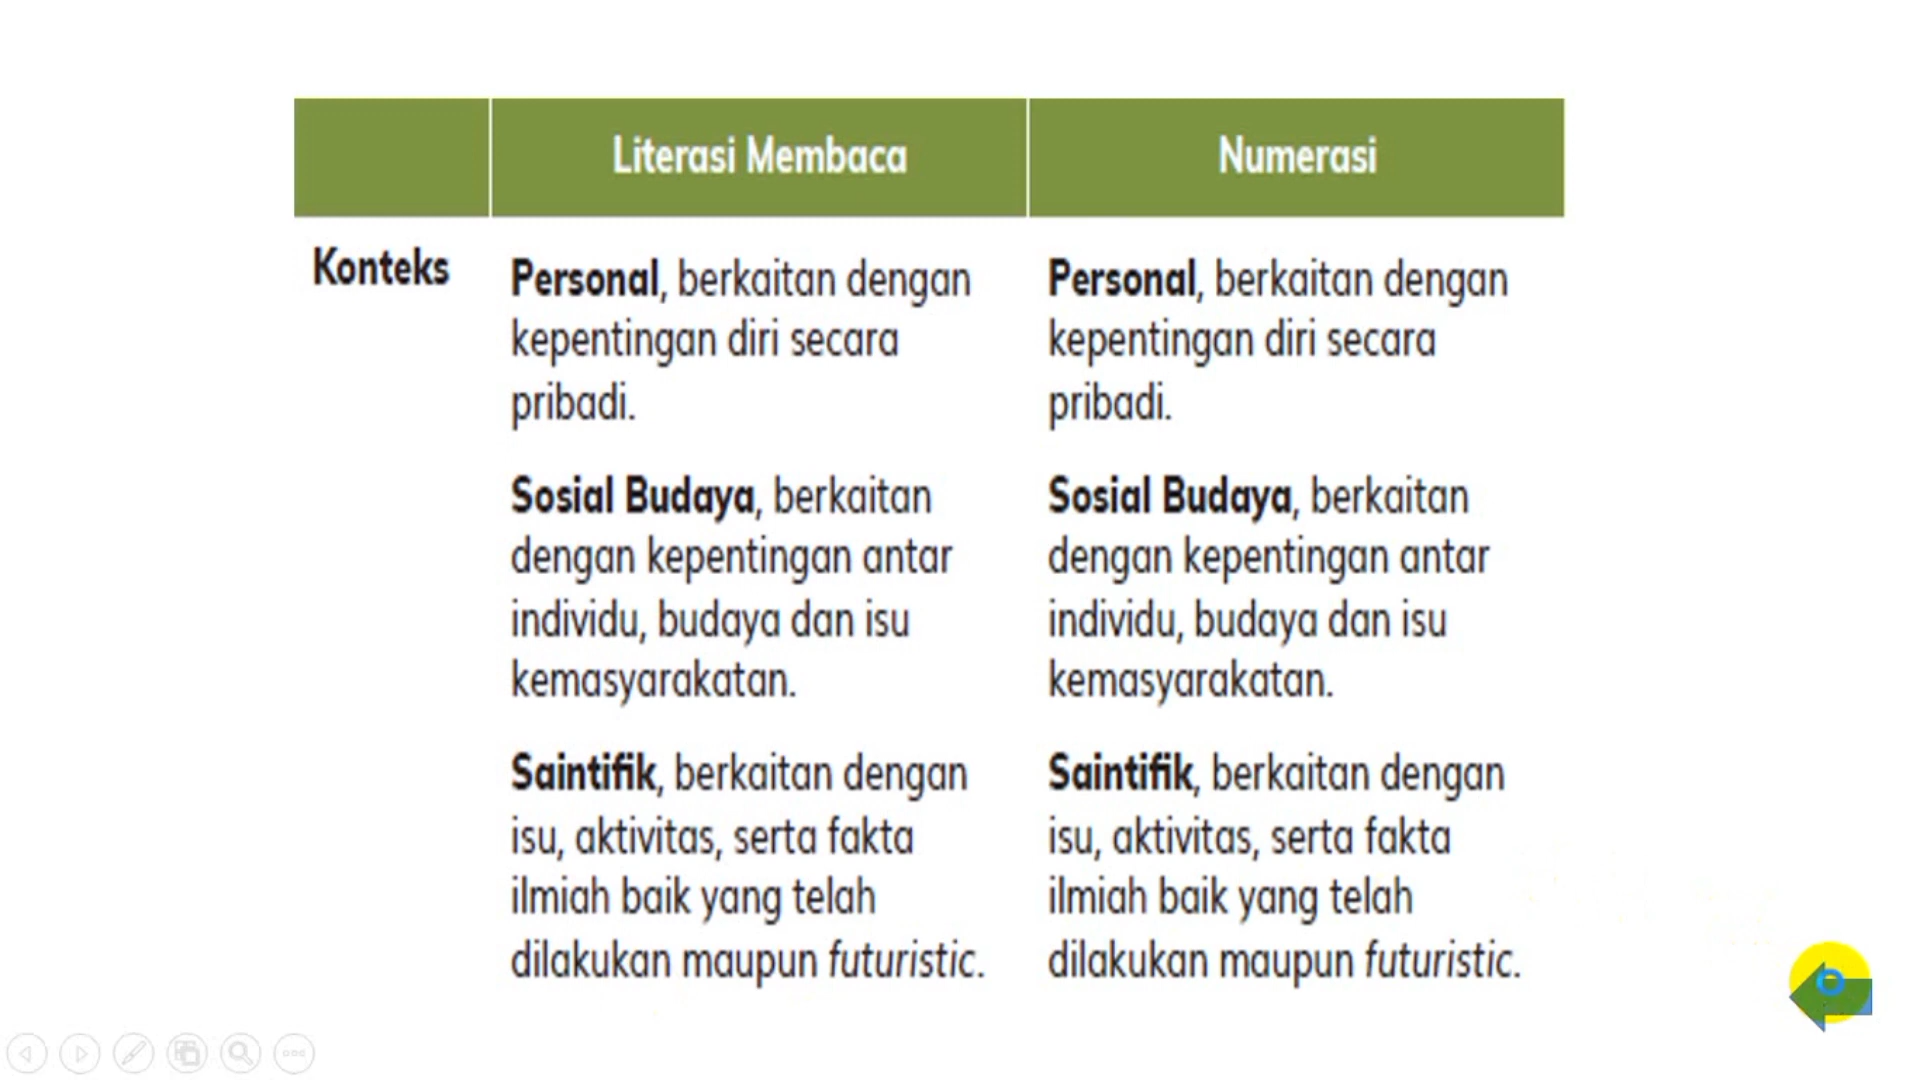 Literasi Membaca
Numerasi
Konteks
Personal, berkaitan dengan
kepentingan diri secara
pribadi.
Sosial Budaya, berkaitan
dengan kepentingan antar
individu, budaya dan isu
kemasyarakatan.
Saintifik, berkaitan dengan
isu, aktivitas, serta fakta
ilmiah baik yang telah
dilakukan maupun futuristic.
Personal, berkaitan dengan
kepentingan diri secara
pribadi.
Sosial Budaya, berkaitan
dengan kepentingan antar
individu, budaya dan isu
kemasyarakatan.
Saintifik, berkaitan dengan
isu, aktivitas, serta fakta
ilmiah baik yang telah
dilakukan maupun futuristic.